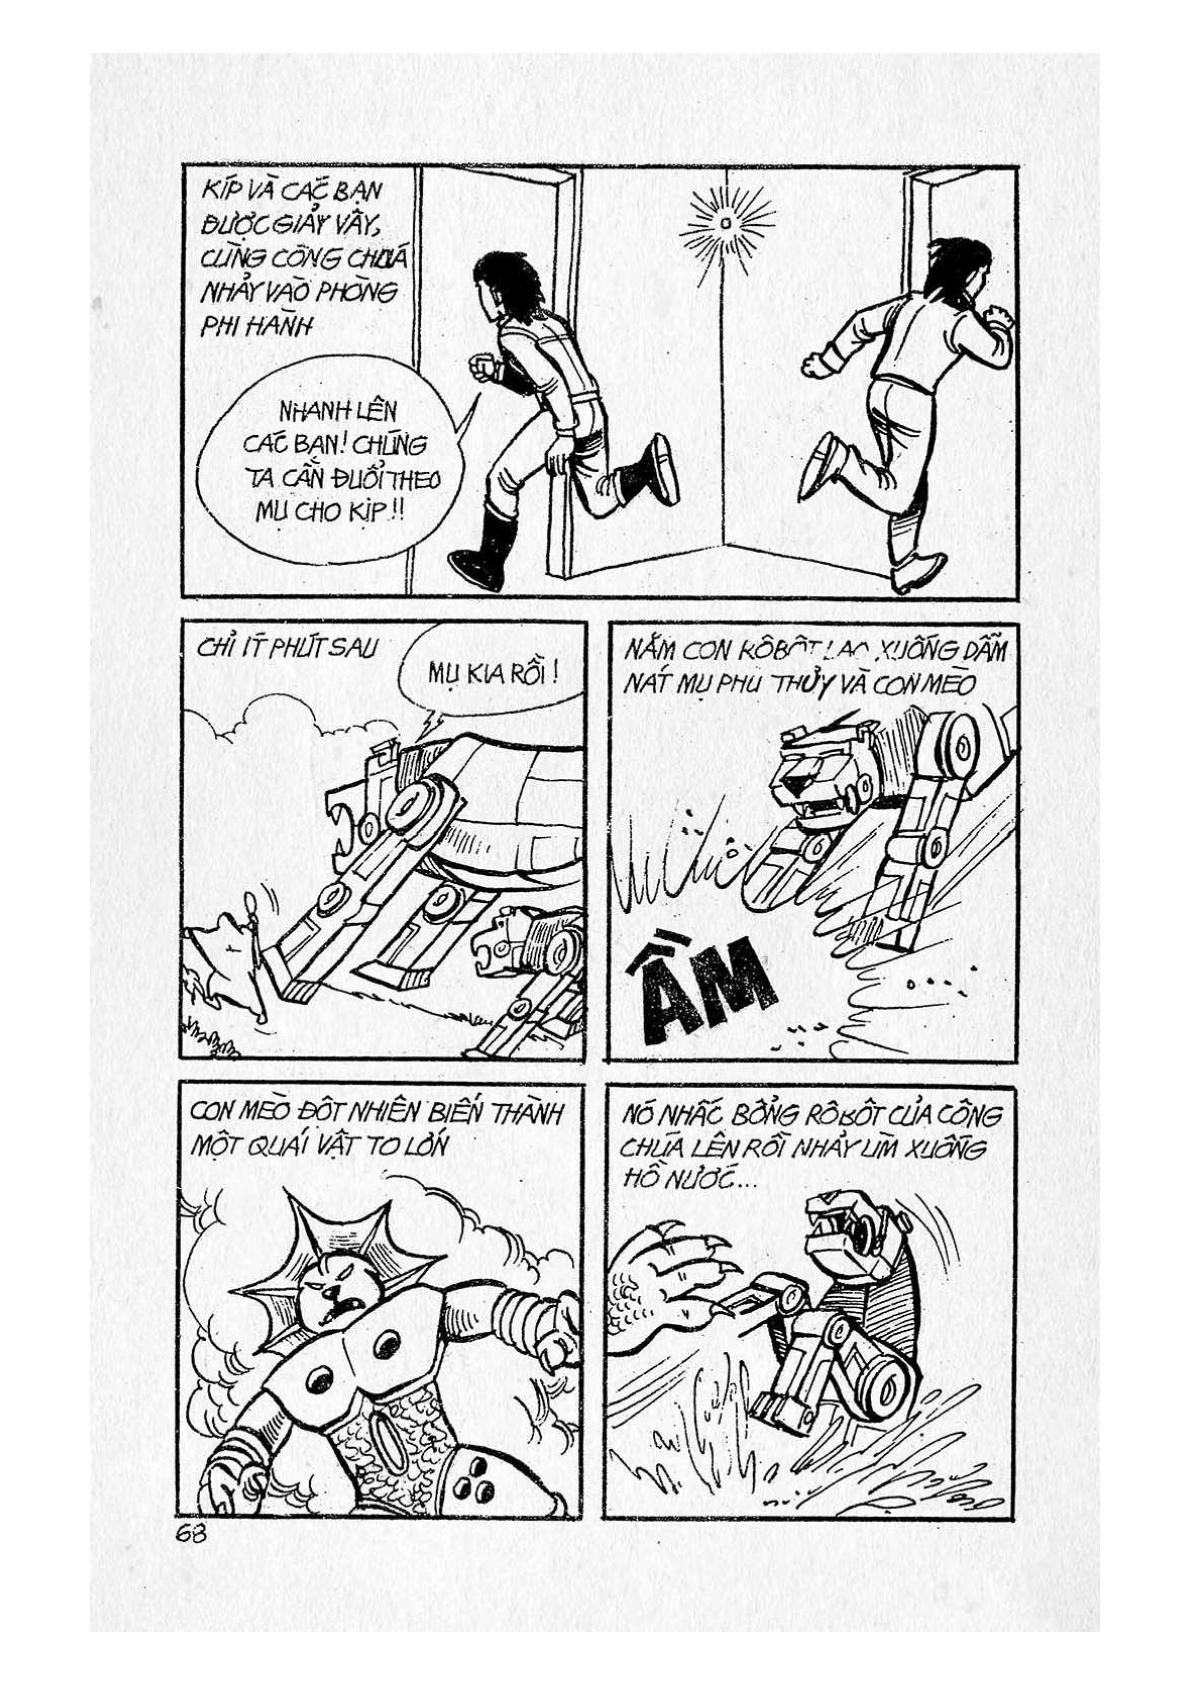 KÍP VÀ CÁC BẠN
ĐƯỢC GIẢY VÂY,
CÙNG CÔNG CHÚA
NHẢY VÀO PHÒNG
PHI HÀNH
NHANH LÊN
CÁC BẠN! CHÚNG
TA CẦN ĐUỔI THEO
MỤ CHO KỊP!!
CHỈ ÍT PHÚT SAU
MỤ KIA RỒI!
NĂM CON RÔBÔT LAO XUỐNG DẪM
NÁT MỤ PHÙ THỦY VÀ CON MÈO
ẦM
CON MÈO ĐỘT NHIÊN BIẾN THÀNH
MỘT QUÁI VẬT TO LỚN
NÓ NHẤC BỔNG RÔBÔT CỦA CÔNG
CHÚA LÊN RỒI NHẢY ÙM XUỐNG
HỒ NƯỚC...
68